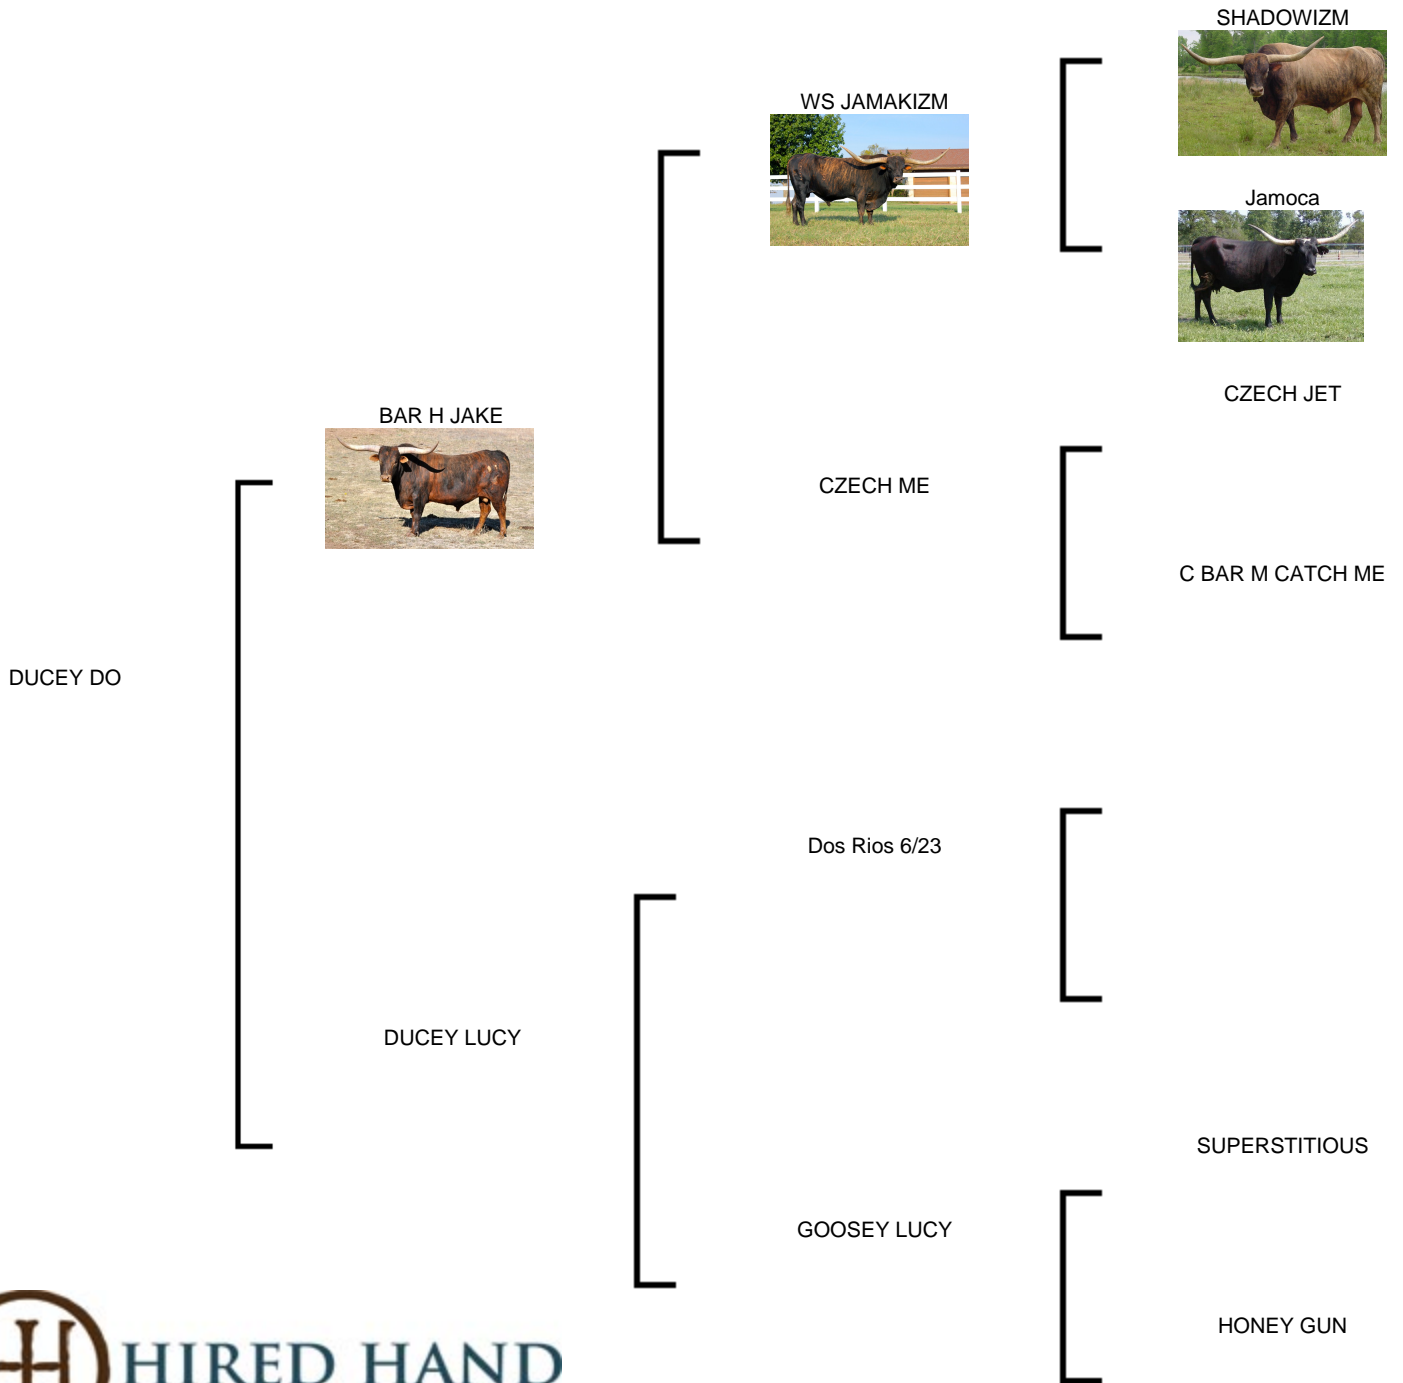 SHADOWIZM
WS JAMAKIZM
Jamoca
CZECH JET
BAR H JAKE
CZECH ME
C BAR M CATCH ME
DUCEY DO
Dos Rios 6/23
DUCEY LUCY
SUPERSTITIOUS
GOOSEY LUCY
HONEY GUN
H HIRED HAND